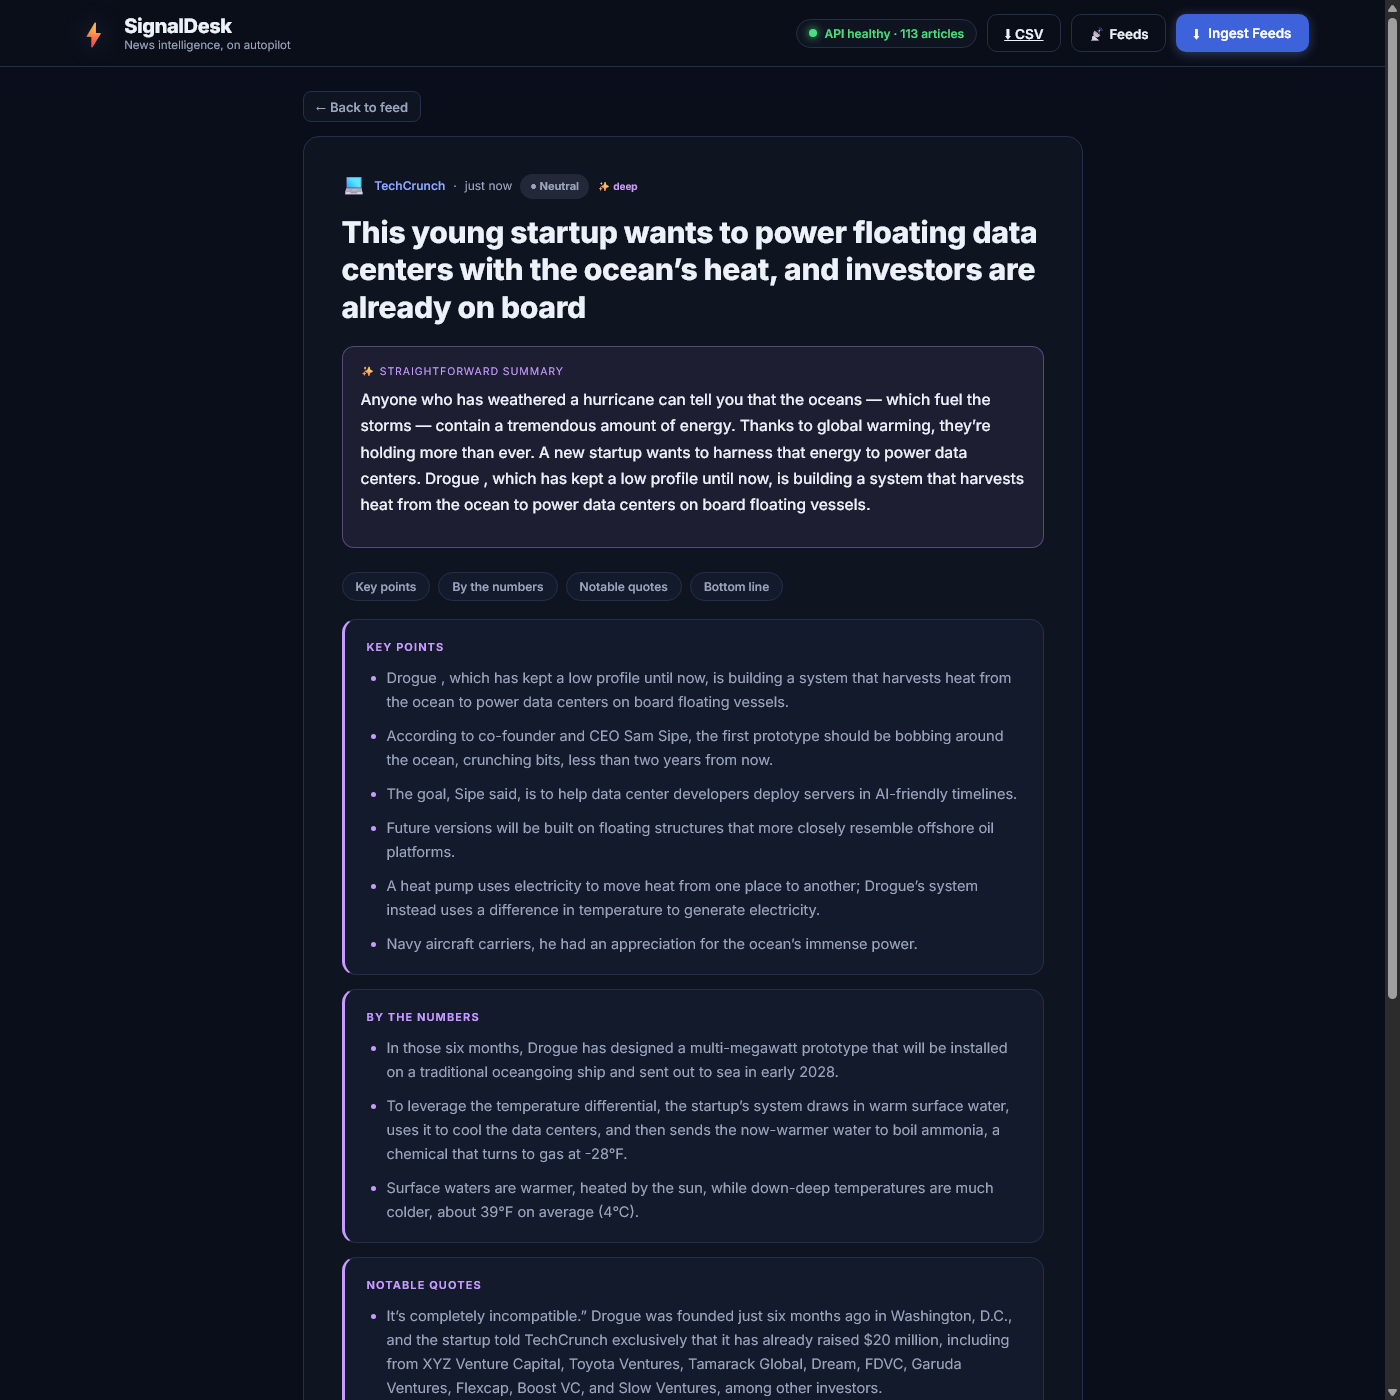 SignalDesk
News intelligence, on autopilot
API healthy · 113 articles
⬇ CSV
Feeds
⬇ Ingest Feeds
← Back to feed
TechCrunch · just now ● Neutral ✨ deep
This young startup wants to power floating data
centers with the ocean’s heat, and investors are
already on board
✨ STRAIGHTFORWARD SUMMARY
Anyone who has weathered a hurricane can tell you that the oceans — which fuel the
storms — contain a tremendous amount of energy. Thanks to global warming, they’re
holding more than ever. A new startup wants to harness that energy to power data
centers. Drogue , which has kept a low profile until now, is building a system that harvests
heat from the ocean to power data centers on board floating vessels.
Key points
By the numbers
Notable quotes
Bottom line
KEY POINTS
• Drogue , which has kept a low profile until now, is building a system that harvests heat from
the ocean to power data centers on board floating vessels.
• According to co-founder and CEO Sam Sipe, the first prototype should be bobbing around
the ocean, crunching bits, less than two years from now.
• The goal, Sipe said, is to help data center developers deploy servers in AI-friendly timelines.
• Future versions will be built on floating structures that more closely resemble offshore oil
platforms.
• A heat pump uses electricity to move heat from one place to another; Drogue’s system
instead uses a difference in temperature to generate electricity.
• Navy aircraft carriers, he had an appreciation for the ocean’s immense power.
BY THE NUMBERS
• In those six months, Drogue has designed a multi-megawatt prototype that will be installed
on a traditional oceangoing ship and sent out to sea in early 2028.
• To leverage the temperature differential, the startup’s system draws in warm surface water,
uses it to cool the data centers, and then sends the now-warmer water to boil ammonia, a
chemical that turns to gas at -28°F.
• Surface waters are warmer, heated by the sun, while down-deep temperatures are much
colder, about 39°F on average (4°C).
NOTABLE QUOTES
• It’s completely incompatible.” Drogue was founded just six months ago in Washington, D.C.,
and the startup told TechCrunch exclusively that it has already raised $20 million, including
from XYZ Venture Capital, Toyota Ventures, Tamarack Global, Dream, FDVC, Garuda
Ventures, Flexcap, Boost VC, and Slow Ventures, among other investors.